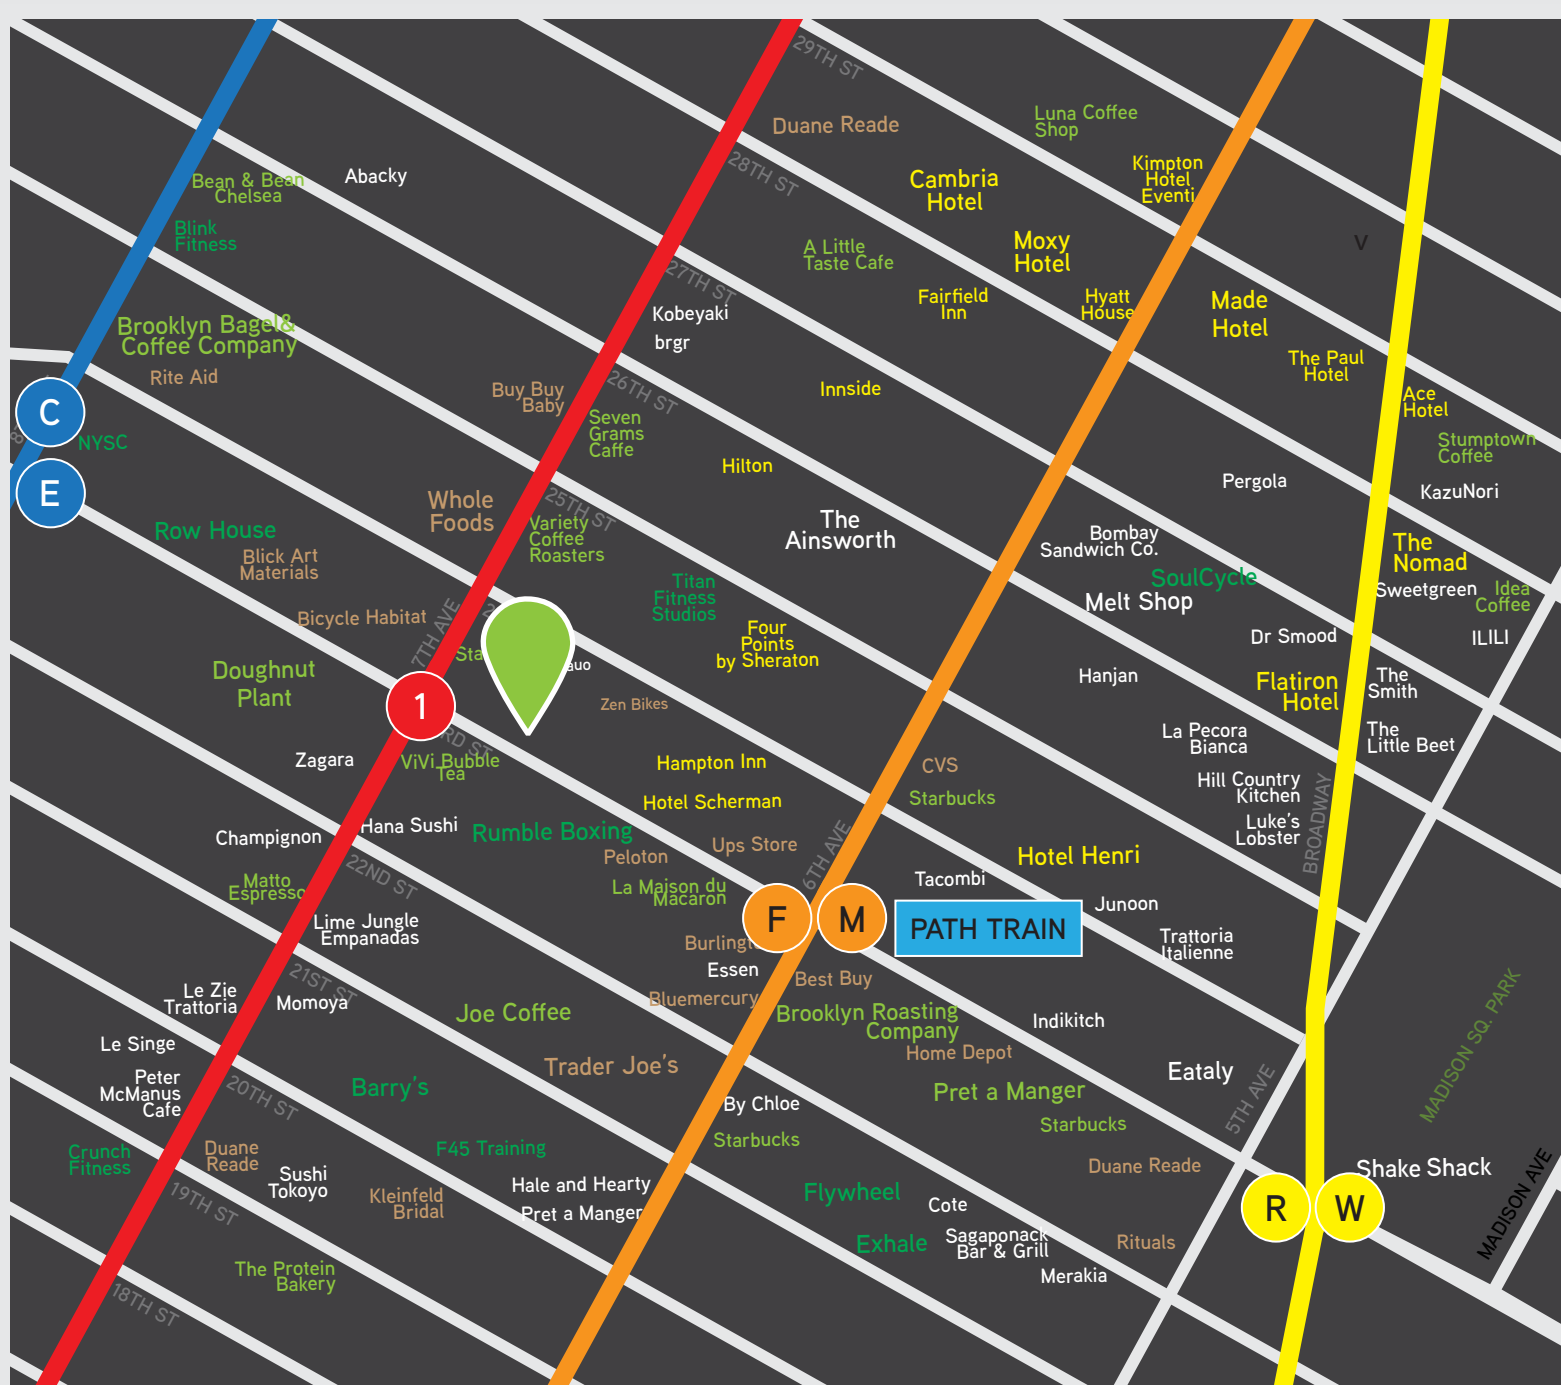 29TH ST
Duane Reade
Luna Coffee
Shop
28TH ST
Kimpton
Hotel
Eventi
Cambria
Hotel
Bean & Bean
Chelsea
Abacky
Blink
Fitness
A Little
Taste Cafe
Moxy
Hotel
V
27TH ST
Fairfield
Inn
Hyatt
House
Made
Hotel
Kobeyaki
brgr
Brooklyn Bagel&
Coffee Company
Rite Aid
The Paul
Hotel
26TH ST
Buy Buy
Baby
Innside
Ace
Hotel
C
8
NYSC
Seven
Grams
Caffe
Stumptown
Coffee
Hilton
Pergola
KazuNori
E
25TH ST
Whole
Foods
Variety
Coffee
Roasters
The
Ainsworth
Row House
Blick Art
Materials
Bombay
Sandwich Co.
The
Nomad
SoulCycle
Sweetgreen
Idea
Coffee
Titan
Fitness
Studios
Melt Shop
7TH AVE
2
Bicycle Habitat
Four
Points
by Sheraton
Dr Smood
ILILI
Sta
auo
Doughnut
Plant
Hanjan
Flatiron
Hotel
The
Smith
1
Zen Bikes
RD ST
La Pecora
Bianca
The
Little Beet
Zagara
ViVi Bubble
Tea
Hampton Inn
CVS
Hill Country
Kitchen
Starbucks
Hotel Scherman
BROADWAY
Luke's
Lobster
Champignon
Hana Sushi
Rumble Boxing
Ups Store
6TH AVE
Peloton
Hotel Henri
22ND ST
Matto
Espresso
La Maison du
Macaron
Tacombi
Junoon
F
M
PATH TRAIN
Lime Jungle
Empanadas
Burlingt
Trattoria
Italienne
Essen
Best Buy
21ST ST
Le Zie
Trattoria
Momoya
Bluemercury
Joe Coffee
Brooklyn Roasting
Company
Indikitch
MADISON SQ. PARK
Le Singe
Home Depot
Trader Joe's
Eataly
Peter
McManus
Cafe
20TH ST
Barry's
Pret a Manger
5TH AVE
By Chloe
Starbucks
Starbucks
Crunch
Fitness
Duane
Reade
F45 Training
Duane Reade
Shake Shack
Sushi
Tokoyo
Hale and Hearty
Flywheel
19TH ST
Kleinfeld
Bridal
Pret a Manger
Cote
R
W
MADISON AVE
Exhale
Sagaponack
Bar & Grill
Rituals
The Protein
Bakery
Merakia
18TH ST